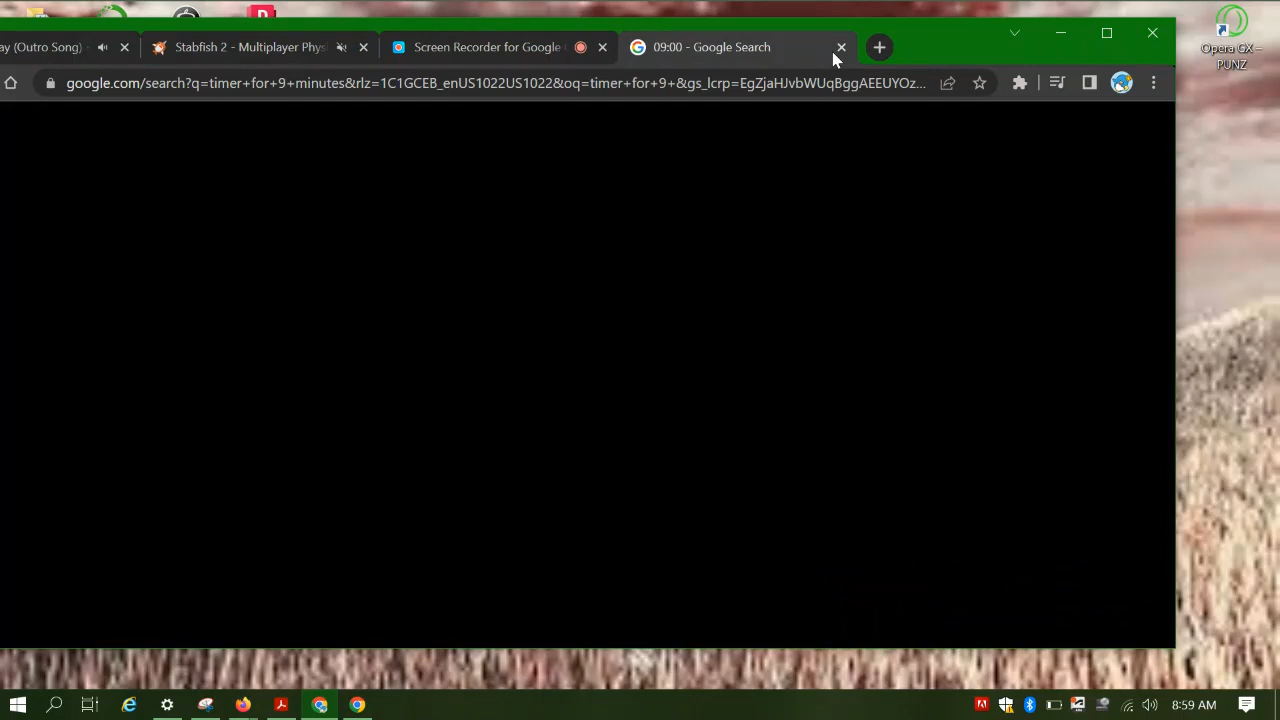 ay (Outro Song)
Stabfish 2 - Multiplayer Phys
Screen Recorder for Google
09:00 - Google Search
google.com/search?q=timer+for+9+minutes&rlz=1C1GCEB_enUS1022US1022&oq=timer+for+9+&gs_lcrp=EgZjaHJvbWUqBggAEEUYOz...
Opera GX –
PUNZ
8:59 AM